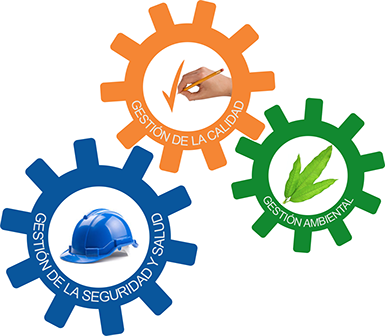 GESTIÓN DE LA CALIDAD
GESTIÓN AMBIENTAL
GESTIÓN DE LA SEGURIDAD Y SALUD